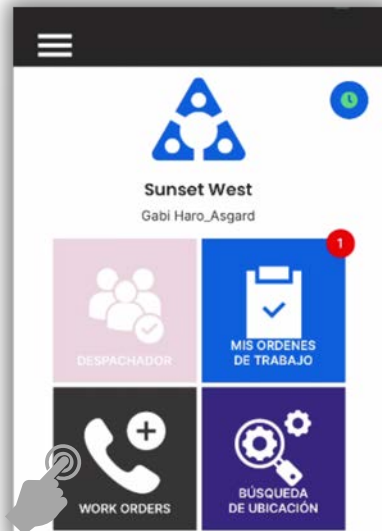 Sunset West
Gabi Haro_Asgard
1
DESPACHADOR
MIS ORDENES
DE TRABAJO
WORK ORDERS
BÚSQUEDA
DE UBICACIÓN